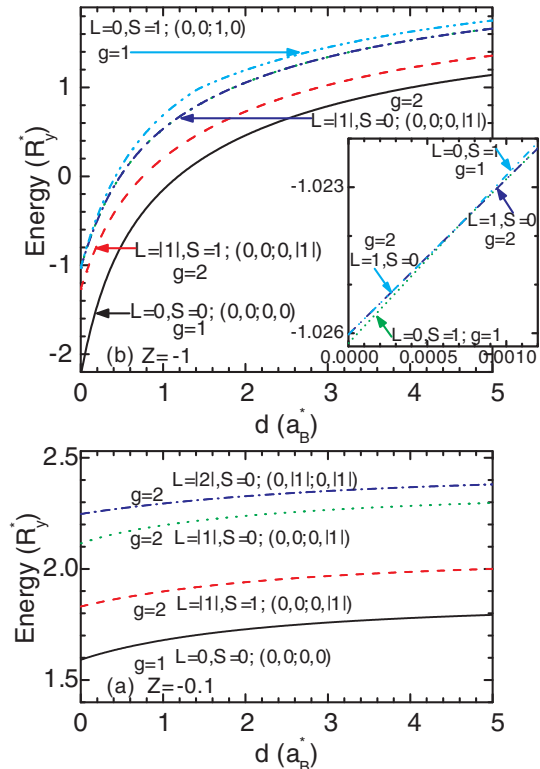 L=0,S=1; (0,0;1,0)
g=1
g=2
L=|1|,S=0; (0,0;0,|1|)
L=|1|,S=1; (0,0;0,|1|)
g=2
L=0,S=0; (0,0;0,0)
g=1
(b) Z=-1
Energy (R*y)
1
0
-1
-2
0 1 2 3 4 5
d (a*B)
L=0,S=1
g=1
-1.023
L=1,S=0
g=2
g=2
L=1,S=0
-1.026
L=0,S=1; g=1
0.00000 0.00005 0.00010
2.5
2.0
1.5
Energy (R*y)
L=|2|,S=0; (0,|1|;0,|1|)
g=2
g=2 L=|1|,S=0; (0,0;0,|1|)
g=2 L=|1|,S=1; (0,0;0,|1|)
g=1 L=0,S=0; (0,0;0,0)
(a) Z=-0.1
0 1 2 3 4 5
d (a*B)